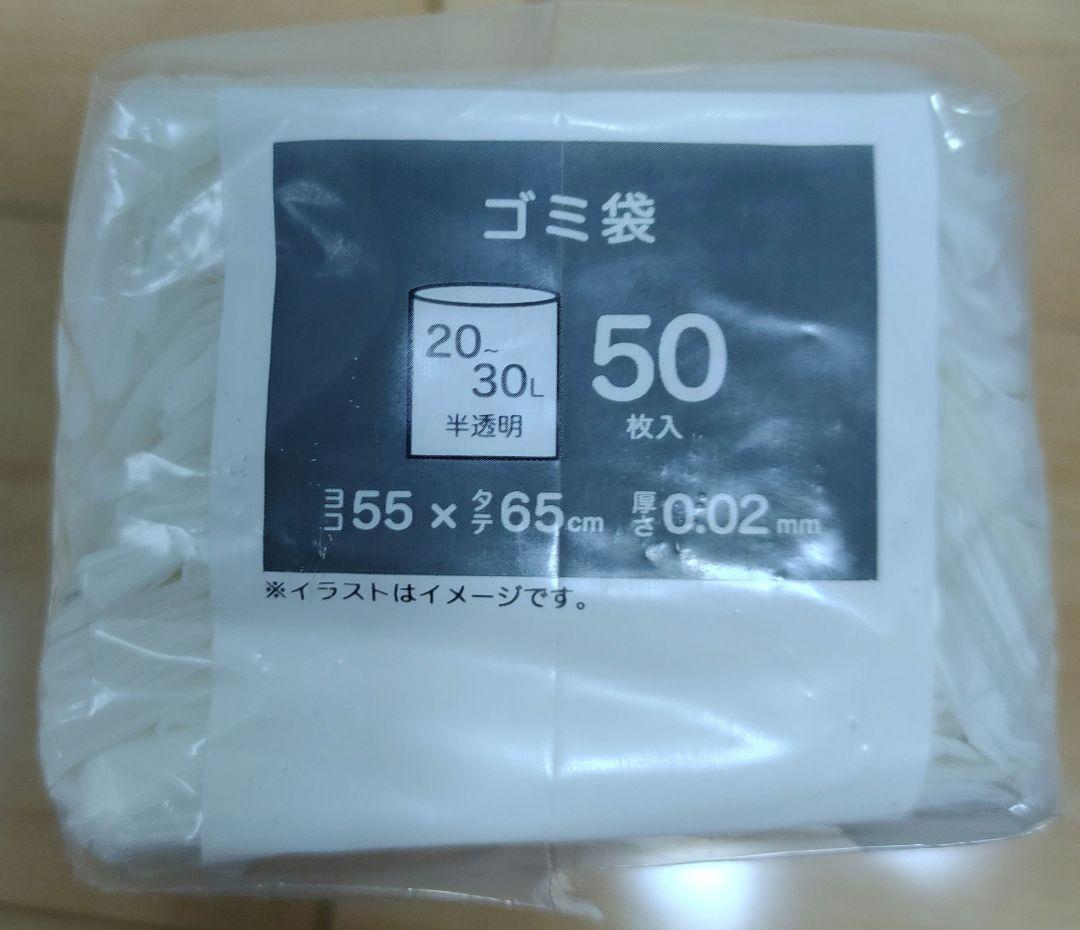 ゴミ袋
20~
30L
半透明
50
枚入
ヨコ55×タテ65cm 厚さ0.02mm
※イラストはイメージです。